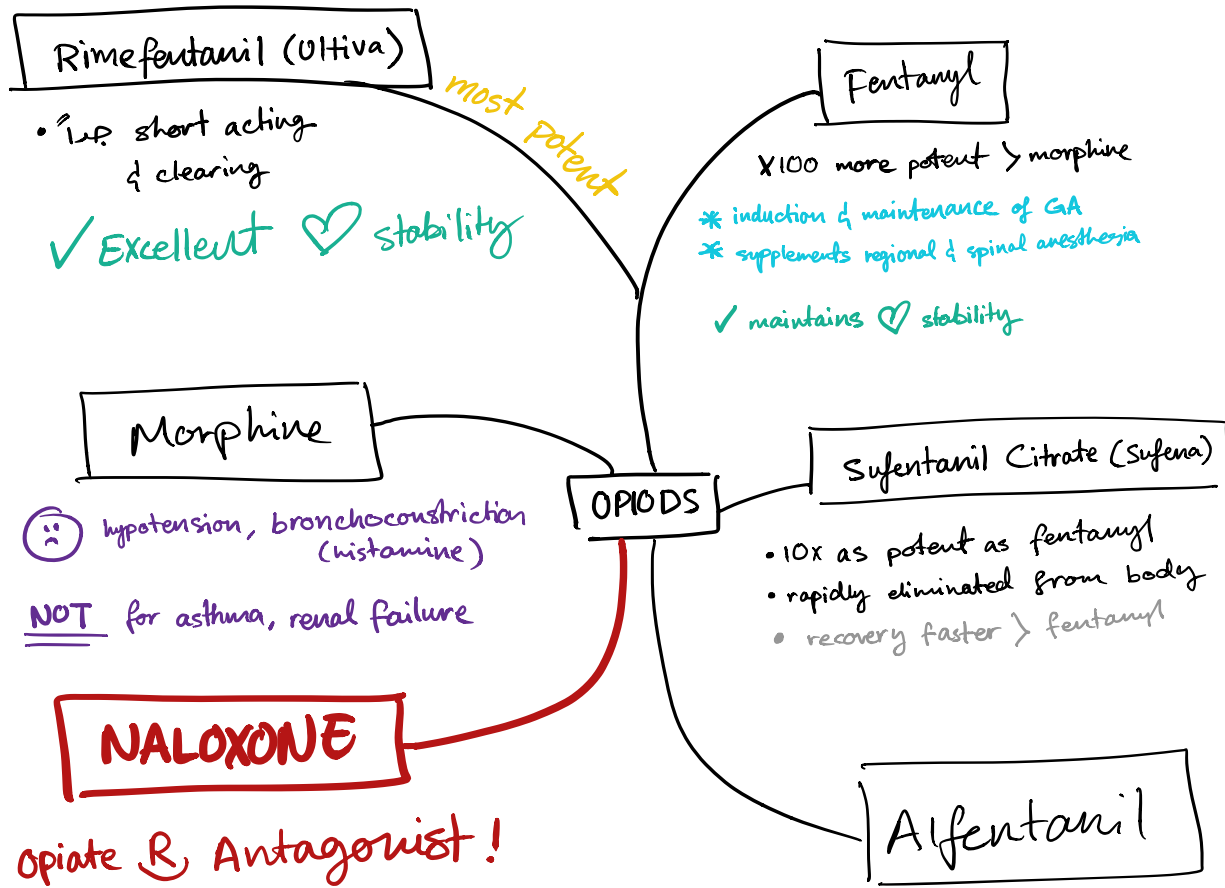 Rimefentanil (Ultiva)
most potent
• I.P. short acting
& clearing
✓ Excellent ♡ stability
Fentanyl
x100 more potent > morphine
* induction & maintenance of GA
* supplements regional & spinal anesthesia
✓ maintains ♡ stability
Morphine
hypotension, bronchoconstriction
(histamine)
NOT for asthma, renal failure
OPIODS
Sufentanil Citrate (Sufena)
• 10x as potent as fentanyl
• rapidly eliminated from body
• recovery faster > fentanyl
NALOXONE
opiate R Antagonist!
Alfentanil